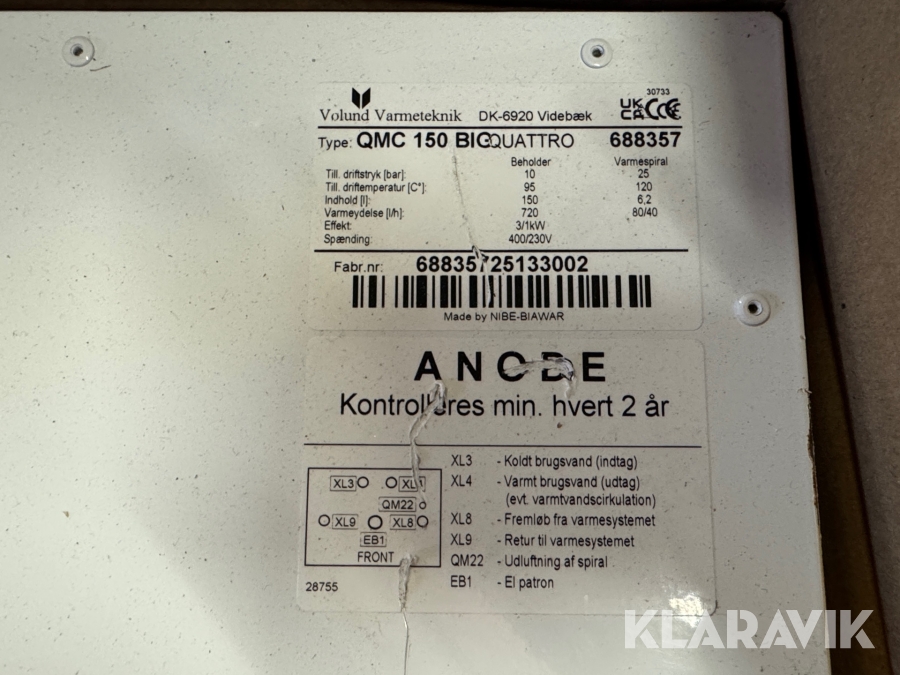 30733
Vølund Varmeteknik DK-6920 Videbæk UK CA CE
Type: QMC 150 BIG QUATTRO 688357
Beholder Varmespiral
Till. driftstryk [bar]: 10 25
Till. driftemperatur [C°]: 95 120
Indhold [l]: 150 6,2
Varmeydelse [l/h]: 720 80/40
Effekt: 3/1kW
Spænding: 400/230V
Fabr.nr: 68835725133002
Made by NIBE-BIAWAR
ANODE
Kontrolleres min. hvert 2 år
XL3 XL4
QM22
XL9 XL8
EB1
FRONT
28755
XL3 - Koldt brugsvand (indtag)
XL4 - Varmt brugsvand (udtag)
(evt. varmtvandscirkulation)
XL8 - Fremløb fra varmesystemet
XL9 - Retur til varmesystemet
QM22 - Udluftning af spiral
EB1 - El patron
KLARAVIK